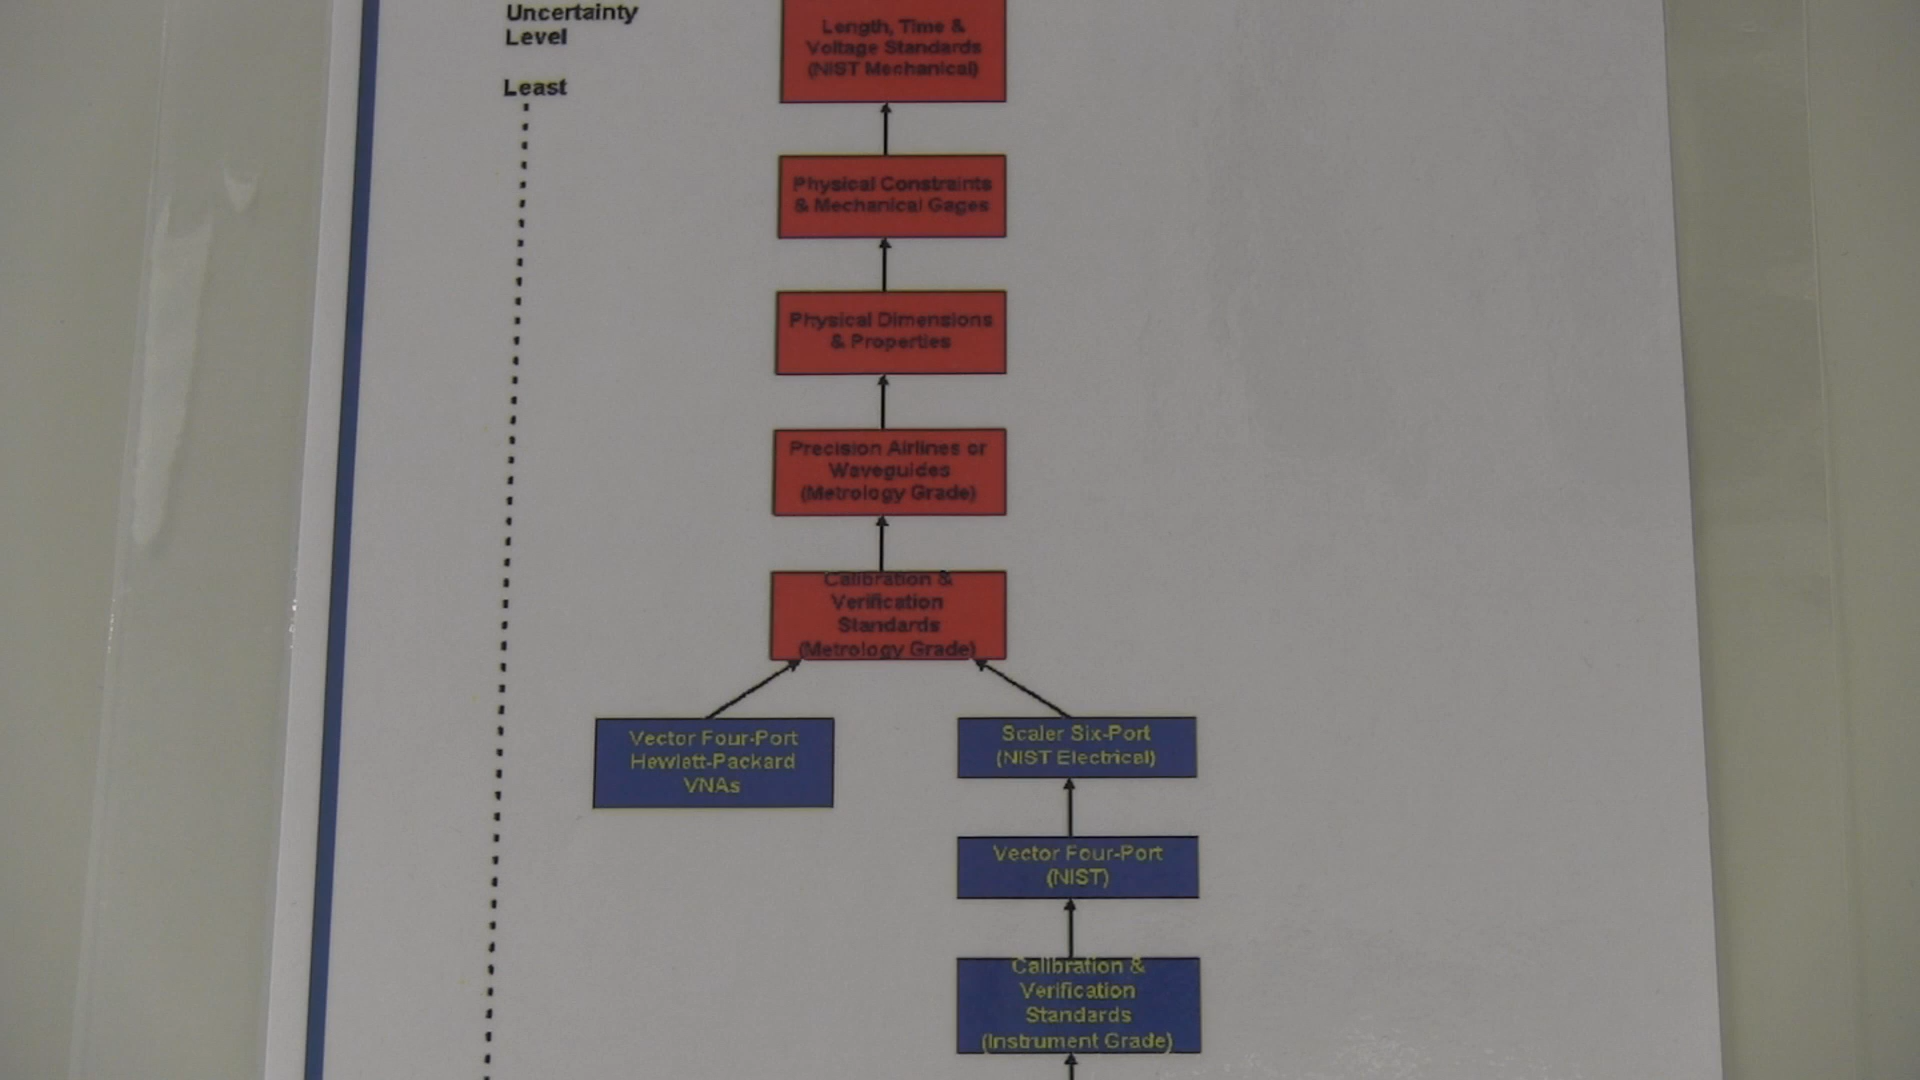 Uncertainty
Level
Least
Length, Time &
Voltage Standards
(NIST Mechanical)
Physical Constraints
& Mechanical Gages
Physical Dimensions
& Properties
Precision Airlines or
Waveguides
(Metrology Grade)
Calibration &
Verification
Standards
(Metrology Grade)
Vector Four-Port
Hewlett-Packard
VNAs
Scaler Six-Port
(NIST Electrical)
Vector Four-Port
(NIST)
Calibration &
Verification
Standards
(Instrument Grade)